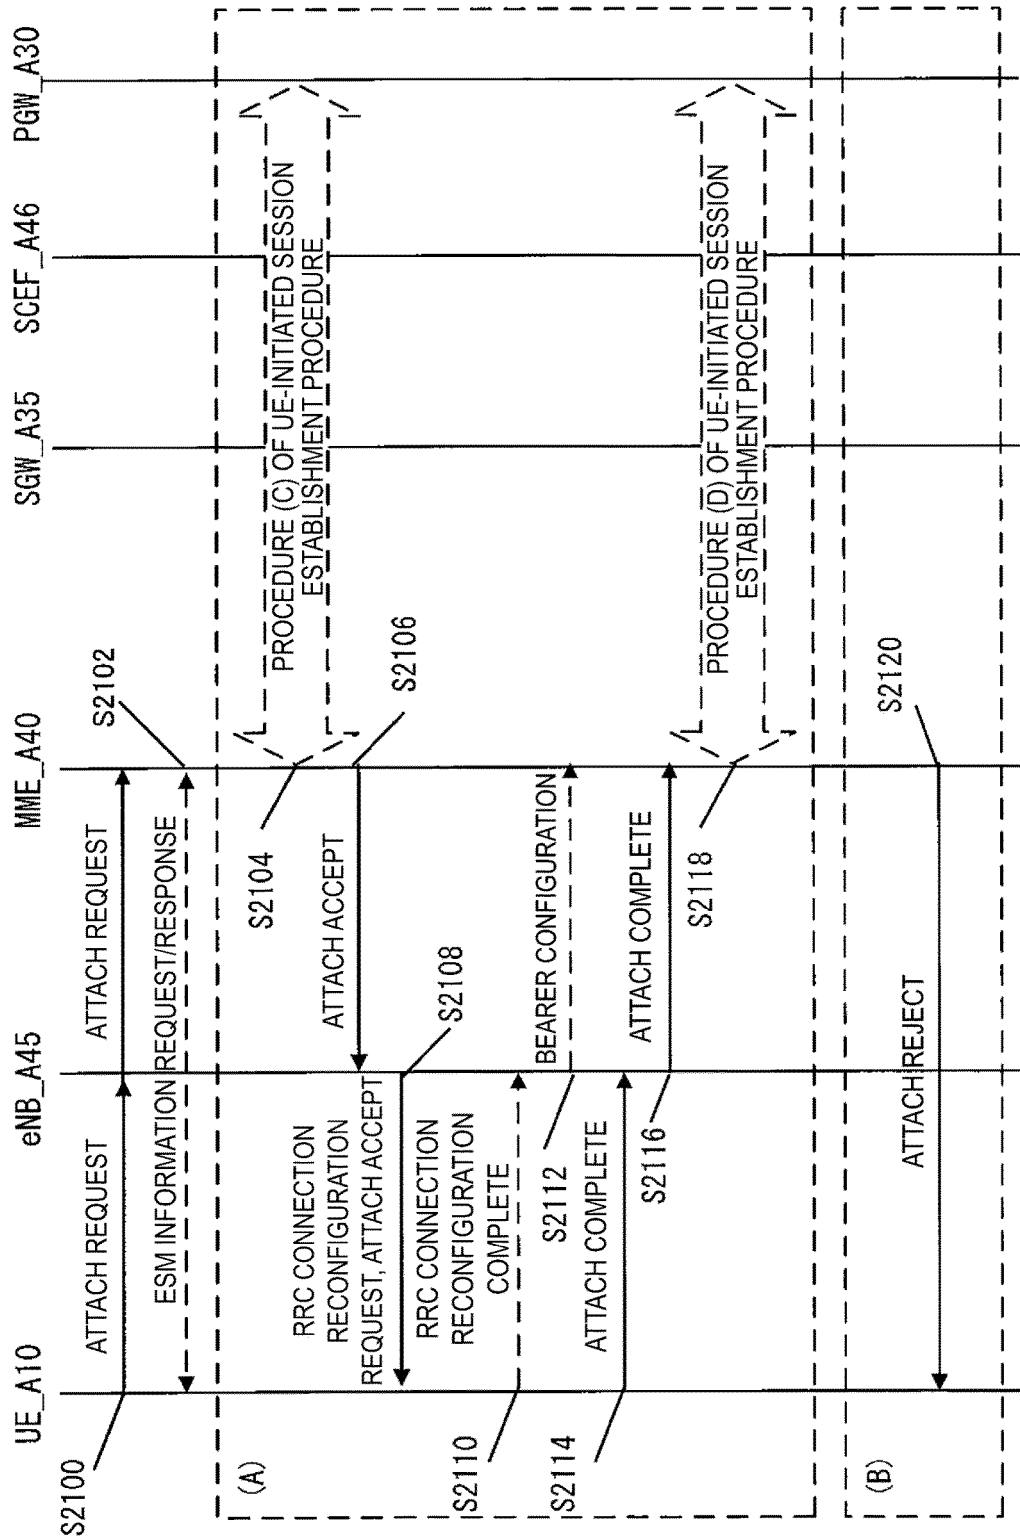 UE_A10
eNB_A45
MME_A40
SGW_A35
SCEF_A46
PGW_A30
S2100
ATTACH REQUEST
ATTACH REQUEST
S2102
ESM INFORMATION REQUEST/RESPONSE
(A)
S2104
PROCEDURE (C) OF UE-INITIATED SESSION
ESTABLISHMENT PROCEDURE
ATTACH ACCEPT
S2106
RRC CONNECTION
RECONFIGURATION
REQUEST, ATTACH ACCEPT
S2108
RRC CONNECTION
RECONFIGURATION
COMPLETE
S2110
BEARER CONFIGURATION
S2112
ATTACH COMPLETE
S2114
ATTACH COMPLETE
S2116
S2118
PROCEDURE (D) OF UE-INITIATED SESSION
ESTABLISHMENT PROCEDURE
(B)
ATTACH REJECT
S2120